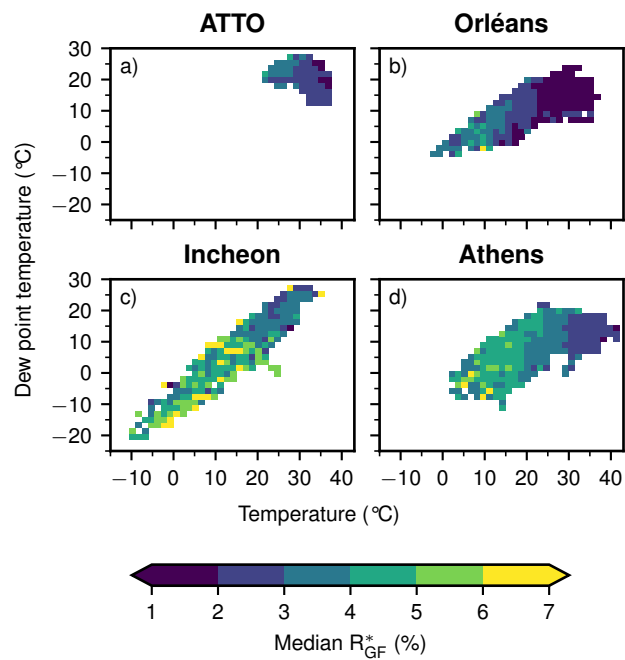 ATTO
Orléans
a)
b)
30
20
10
0
−10
−20
Incheon
Athens
c)
d)
30
20
10
0
−10
−20
Dew point temperature (°C)
−10 0 10 20 30 40
−10 0 10 20 30 40
Temperature (°C)
1 2 3 4 5 6 7
Median R*GF (%)